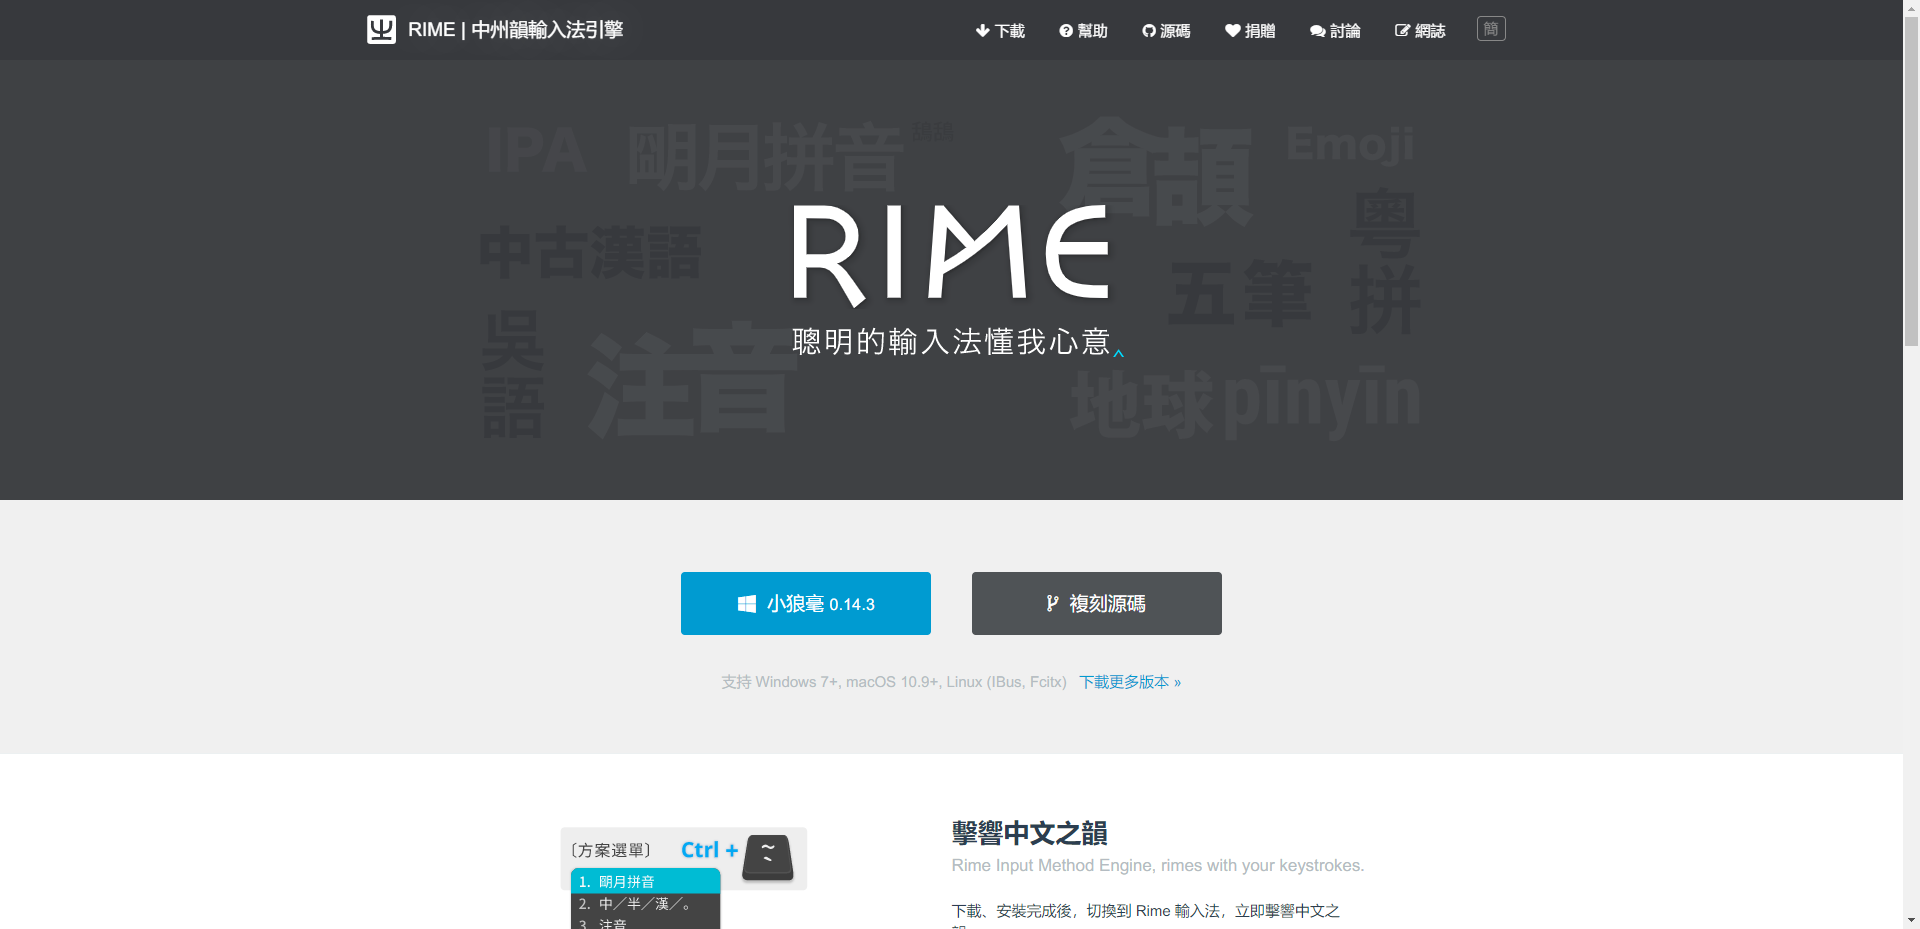 RIME | 中州韻輸入法引擎
下載 幫助 源碼 捐贈 討論 網誌 簡
IPA 朙月拼音 鵠鵠 倉頡 Emoji
中古漢語 RIME 五筆 粵拼
聰明的輸入法懂我心意‸
吳語 注音 地球pīnyīn
小狼毫 0.14.3
複刻源碼
支持 Windows 7+, macOS 10.9+, Linux (IBus, Fcitx) 下載更多版本 »
〔方案選單〕 Ctrl + ~ `
1. 朙月拼音
2. 中／半／漢／。
3. 注音
擊響中文之韻
Rime Input Method Engine, rimes with your keystrokes.
下載、安裝完成後，切換到 Rime 輸入法，立即擊響中文之